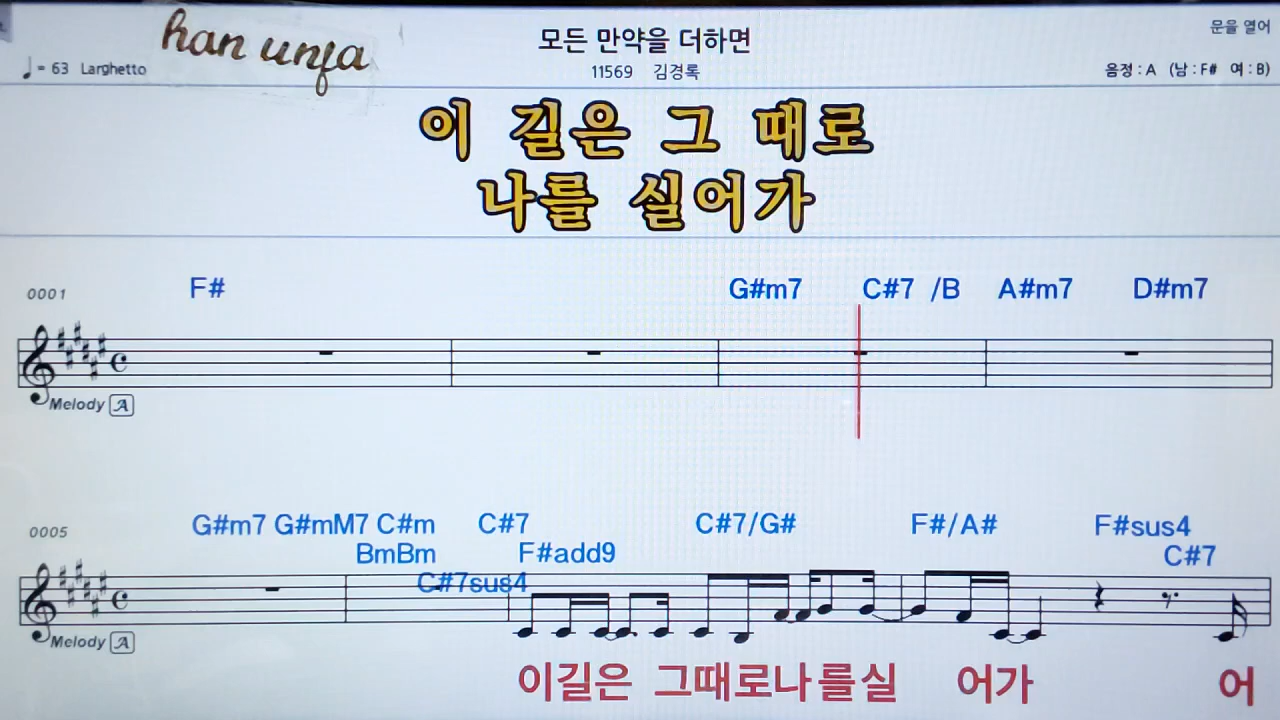 han unfa
모든 만약을 더하면
문을 열어
♩= 63 Larghetto
11569 김경록
음정 : A (남 : F# 여 : B)
이 길은 그 때로
나를 실어가
0001 F# G#m7 C#7 /B A#m7 D#m7
Melody A
0005 G#m7 G#mM7 C#m C#7 C#7/G# F#/A# F#sus4
BmBm F#add9 C#7
C#7sus4
Melody A
이길은 그때로나를실 어가 어